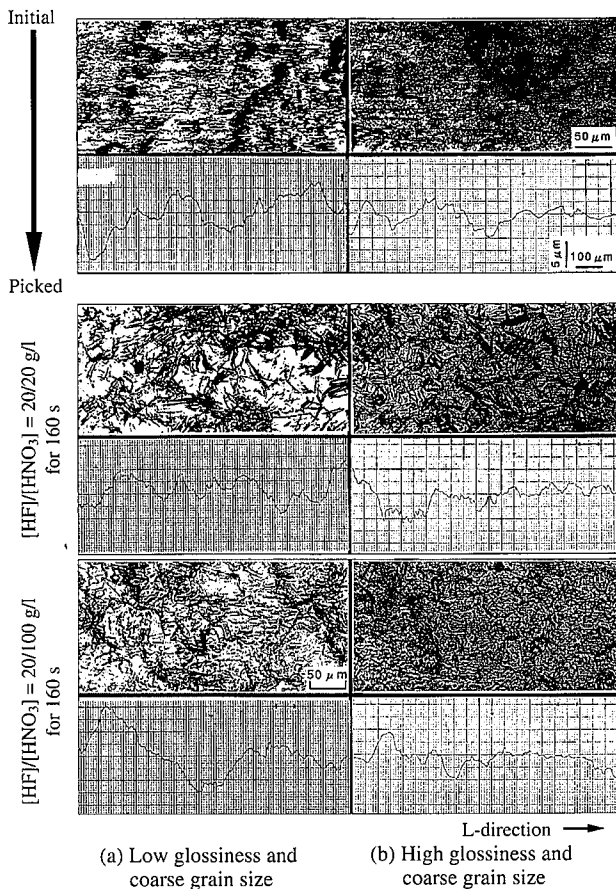 Initial
50 μm
5 μm
100 μm
Picked
[HF]/[HNO₃] = 20/20 g/l
for 160 s
[HF]/[HNO₃] = 20/100 g/l
for 160 s
50 μm
L-direction
(a) Low glossiness and
coarse grain size
(b) High glossiness and
coarse grain size